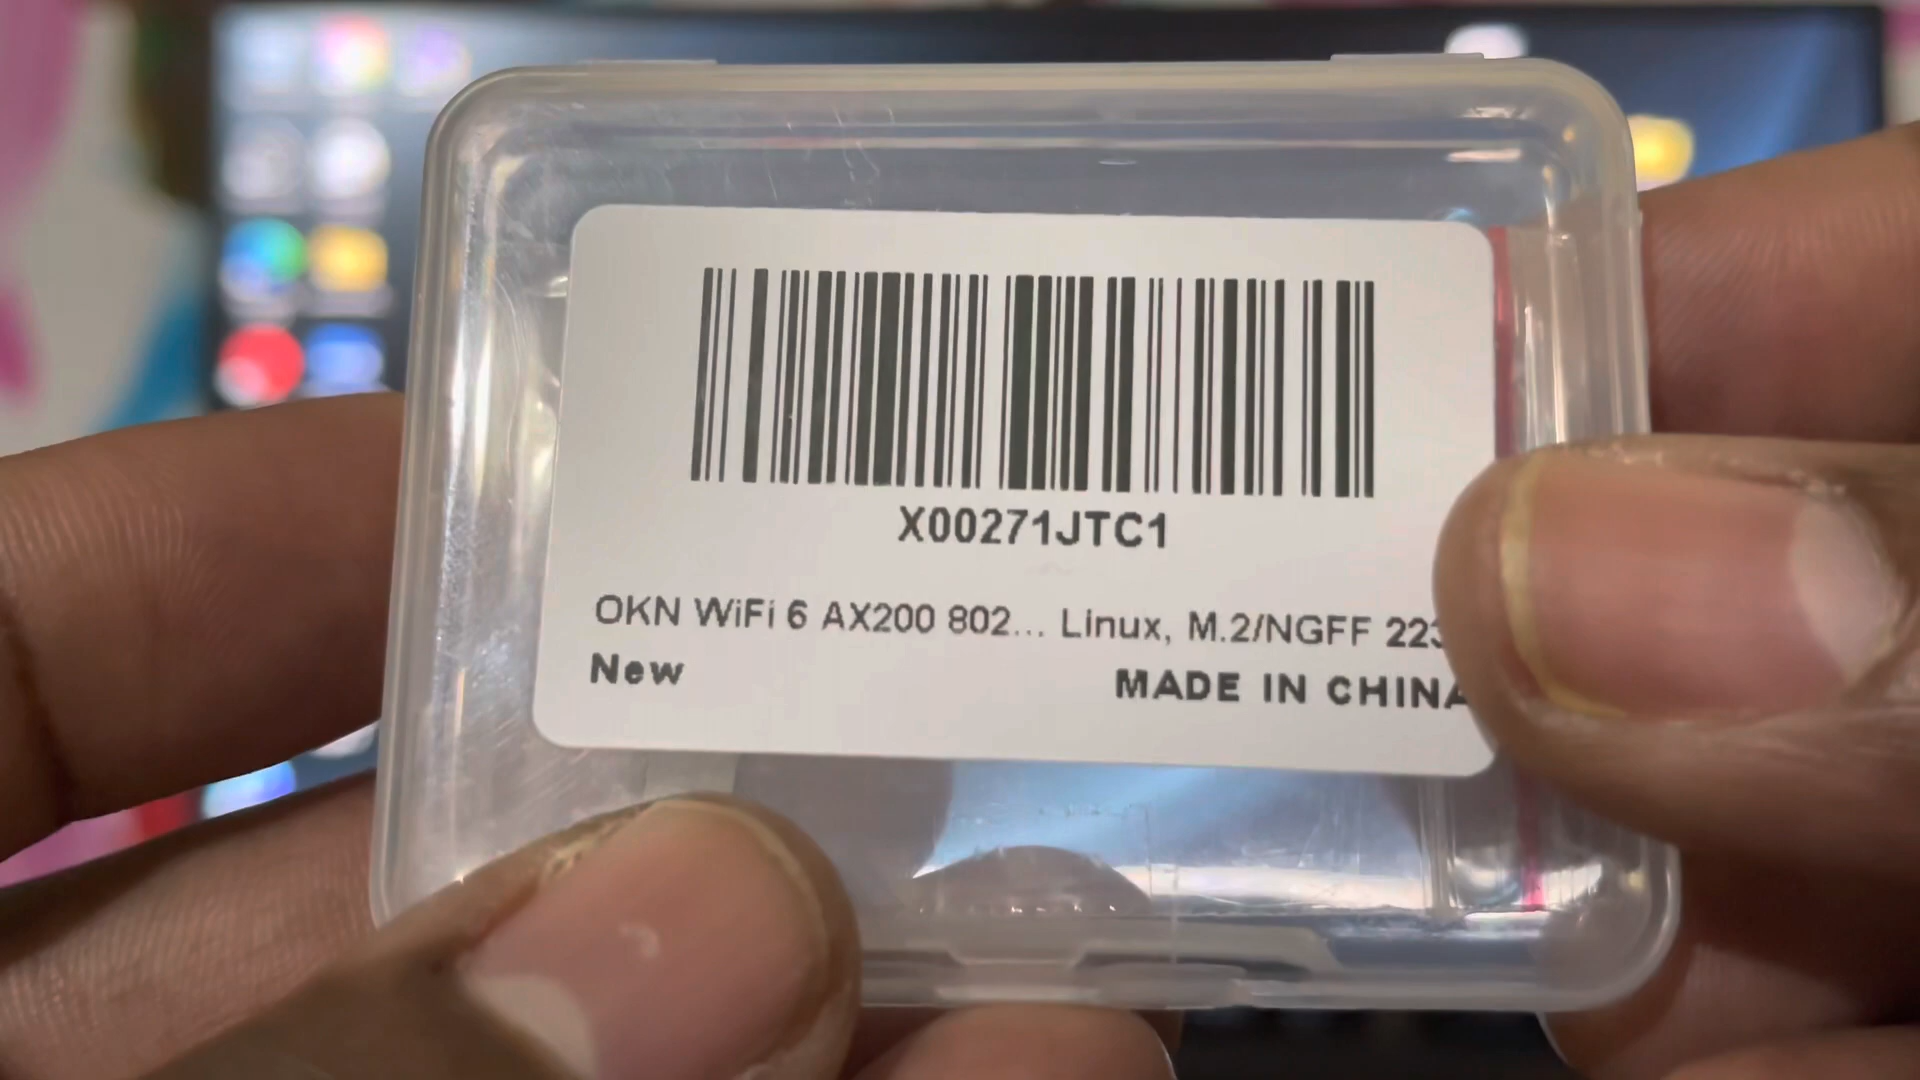 X00271JTC1
OKN WiFi 6 AX200 802... Linux, M.2/NGFF 223
New
MADE IN CHINA